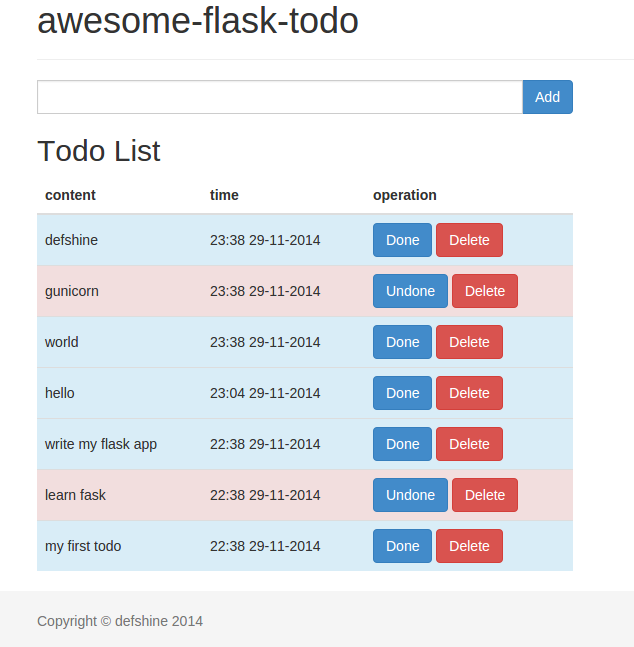 awesome-flask-todo
Add
Todo List
content time operation
defshine 23:38 29-11-2014 Done Delete
gunicorn 23:38 29-11-2014 Undone Delete
world 23:38 29-11-2014 Done Delete
hello 23:04 29-11-2014 Done Delete
write my flask app 22:38 29-11-2014 Done Delete
learn fask 22:38 29-11-2014 Undone Delete
my first todo 22:38 29-11-2014 Done Delete
Copyright © defshine 2014